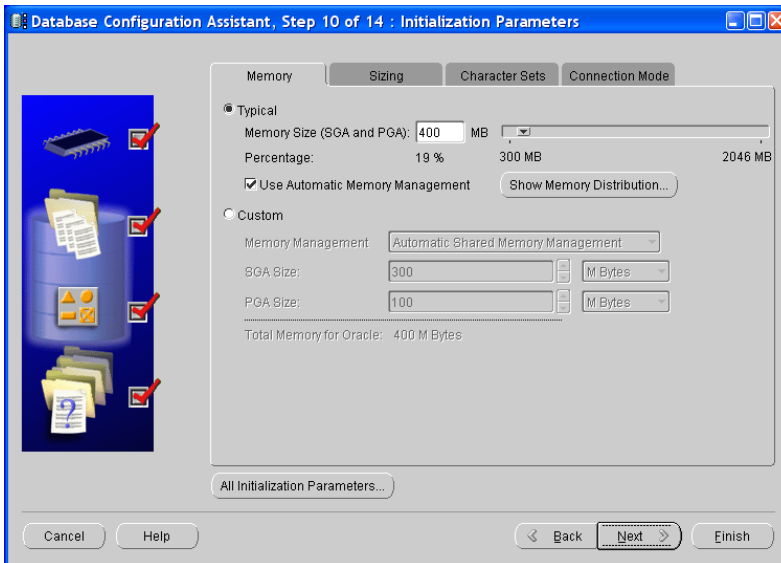 Database Configuration Assistant, Step 10 of 14 : Initialization Parameters
Memory Sizing Character Sets Connection Mode
Typical
Memory Size (SGA and PGA): 400 MB
Percentage: 19 % 300 MB 2046 MB
Use Automatic Memory Management Show Memory Distribution...
Custom
Memory Management Automatic Shared Memory Management
SGA Size: 300 M Bytes
PGA Size: 100 M Bytes
Total Memory for Oracle: 400 M Bytes
?
All Initialization Parameters...
Cancel Help Back Next Finish